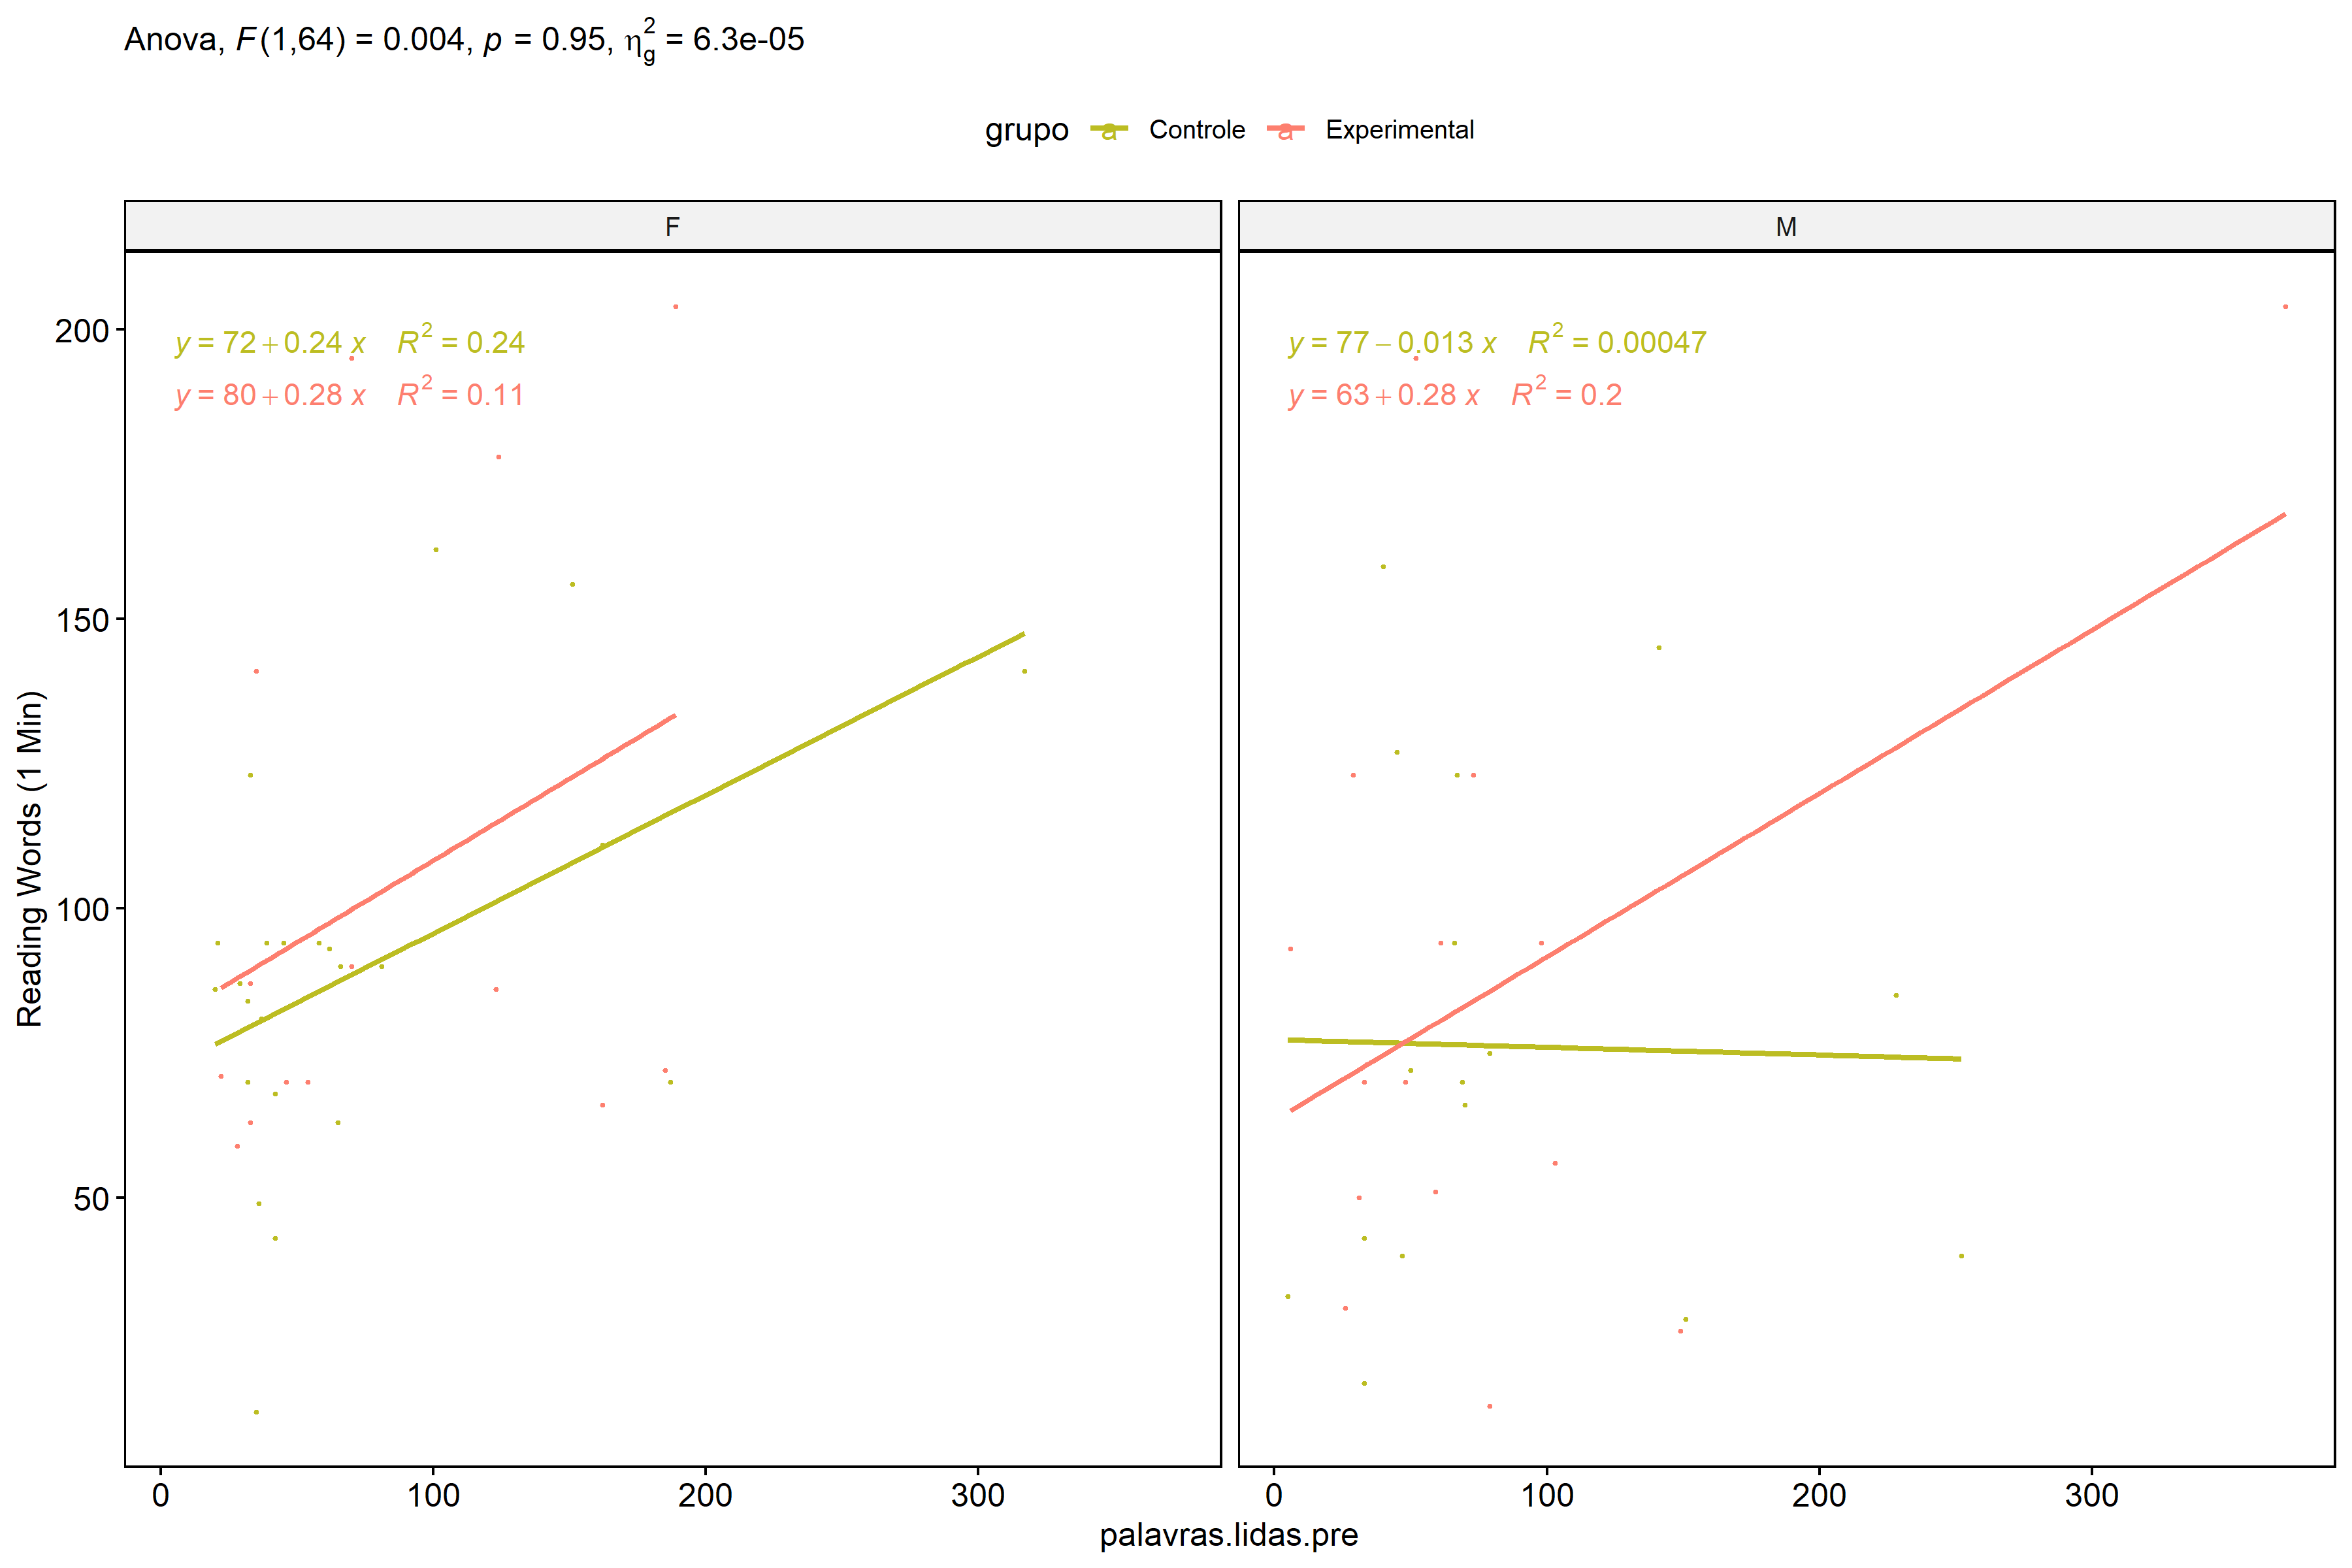 Anova, F(1,64) = 0.004, p = 0.95, η²g = 6.3e-05
grupo a Controle a Experimental
F
M
y = 72 + 0.24 x R² = 0.24
y = 80 + 0.28 x R² = 0.11
y = 77 − 0.013 x R² = 0.00047
y = 63 + 0.28 x R² = 0.2
200
150
100
50
Reading Words (1 Min)
0 100 200 300
0 100 200 300
palavras.lidas.pre